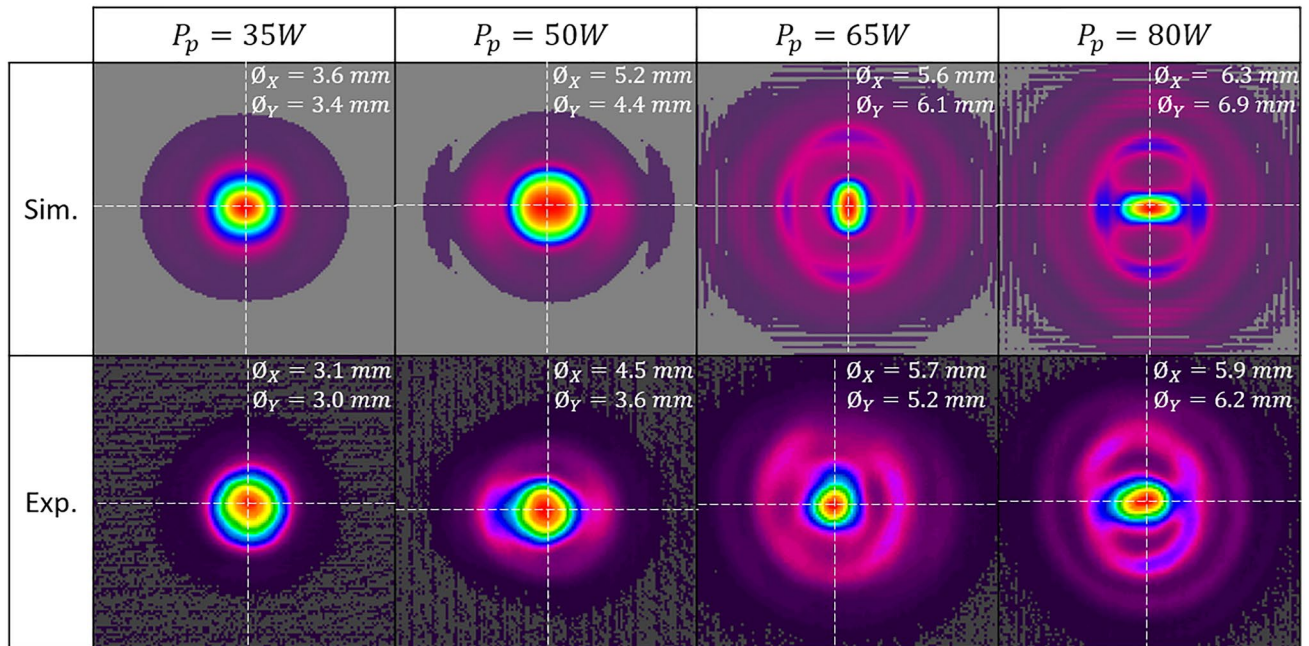 P_p = 35W
P_p = 50W
P_p = 65W
P_p = 80W
Sim.
Ø_X = 3.6 mm
Ø_Y = 3.4 mm
Ø_X = 5.2 mm
Ø_Y = 4.4 mm
Ø_X = 5.6 mm
Ø_Y = 6.1 mm
Ø_X = 6.3 mm
Ø_Y = 6.9 mm
Exp.
Ø_X = 3.1 mm
Ø_Y = 3.0 mm
Ø_X = 4.5 mm
Ø_Y = 3.6 mm
Ø_X = 5.7 mm
Ø_Y = 5.2 mm
Ø_X = 5.9 mm
Ø_Y = 6.2 mm